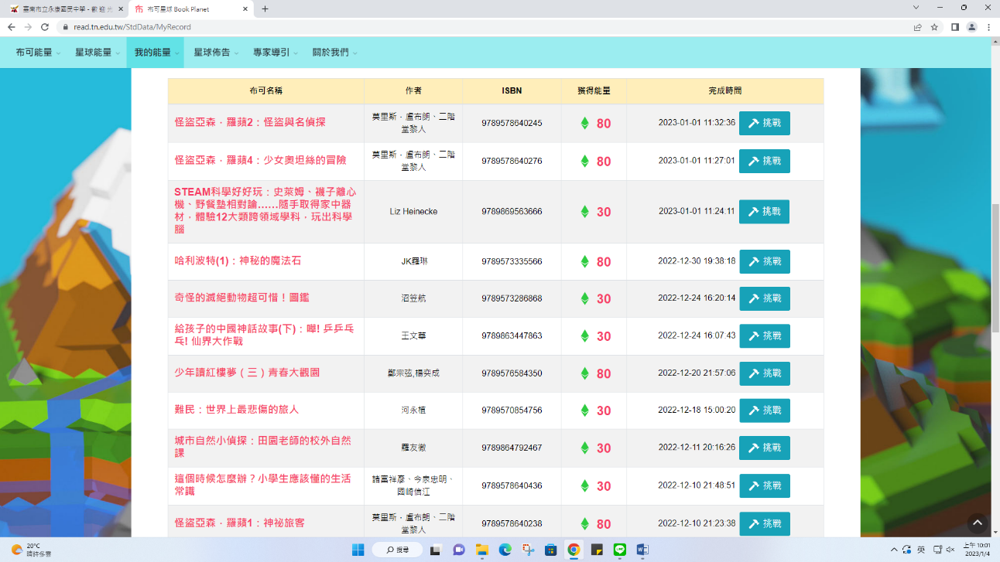 臺南市立永康國民中學 - 歡 迎 光
布可星球 Book Planet
read.tn.edu.tw/StdData/MyRecord
布可能量 星球能量 我的能量 星球佈告 專家導引 關於我們
布可名稱 作者 ISBN 獲得能量 完成時間
怪盜亞森．羅蘋2：怪盜與名偵探 莫里斯．盧布朗、二階
堂黎人 9789578640245 80 2023-01-01 11:32:36 挑戰
怪盜亞森．羅蘋4：少女奧坦絲的冒險 莫里斯．盧布朗、二階
堂黎人 9789578640276 80 2023-01-01 11:27:01 挑戰
STEAM科學好好玩：史萊姆、襪子離心
機、野餐墊相對論……隨手取得家中器
材，體驗12大類跨領域學科，玩出科學
腦 Liz Heinecke 9789869563666 30 2023-01-01 11:24:11 挑戰
哈利波特(1)：神秘的魔法石 JK羅琳 9789573335566 80 2022-12-30 19:38:18 挑戰
奇怪的滅絕動物超可惜！圖鑑 沼笠航 9789573286868 30 2022-12-24 16:20:14 挑戰
給孩子的中國神話故事(下)：嘩! 乒乒乓
乓! 仙界大作戰 王文華 9789863447863 30 2022-12-24 16:07:43 挑戰
少年讀紅樓夢（三）青春大觀園 鄭宗弦,楊奕成 9789576584350 80 2022-12-20 21:57:06 挑戰
難民：世界上最悲傷的旅人 河永植 9789570854756 30 2022-12-18 15:00:20 挑戰
城市自然小偵探：田園老師的校外自然
課 羅友徹 9789864792467 30 2022-12-11 20:16:26 挑戰
這個時候怎麼辦？小學生應該懂的生活
常識 諸富祥彥、今泉忠明、
國崎信江 9789578640436 30 2022-12-10 21:48:51 挑戰
怪盜亞森．羅蘋1：神祕旅客 莫里斯．盧布朗、二階
堂黎人 9789578640238 80 2022-12-10 21:23:38 挑戰
20°C
晴時多雲
搜尋
英
上午 10:01
2023/1/4